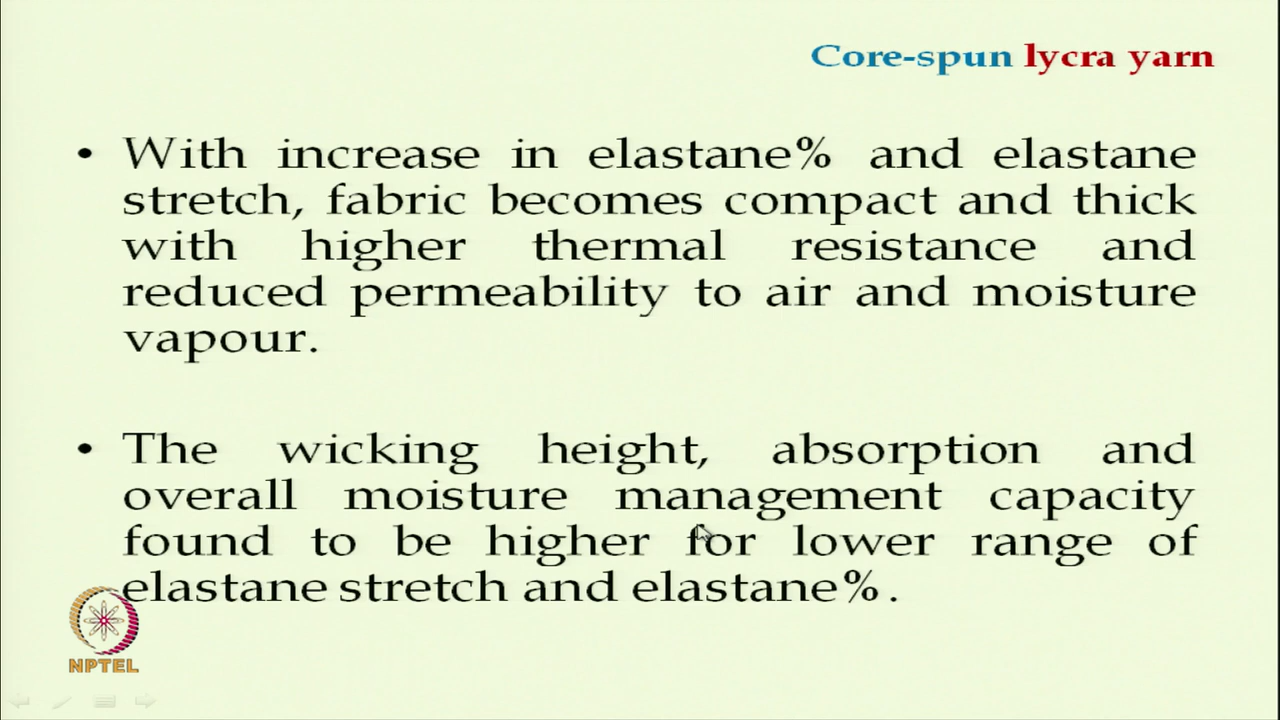 Core-spun lycra yarn
• With increase in elastane% and elastane
stretch, fabric becomes compact and thick
with higher thermal resistance and
reduced permeability to air and moisture
vapour.
• The wicking height, absorption and
overall moisture management capacity
found to be higher for lower range of
elastane stretch and elastane%.
NPTEL